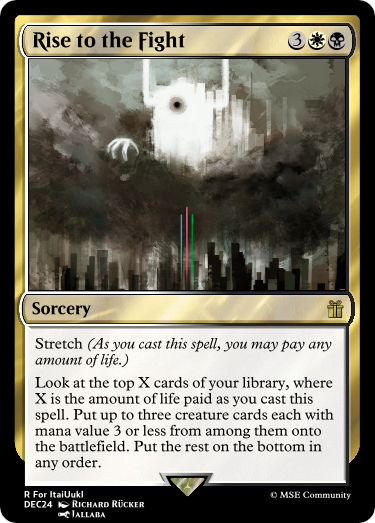 Rise to the Fight 3
Sorcery
Stretch (As you cast this spell, you may pay any
amount of life.)
Look at the top X cards of your library, where
X is the amount of life paid as you cast this
spell. Put up to three creature cards each with
mana value 3 or less from among them onto
the battlefield. Put the rest on the bottom in
any order.
R For ItaiUukI
DEC24 Richard Rücker
Jallaba
© MSE Community